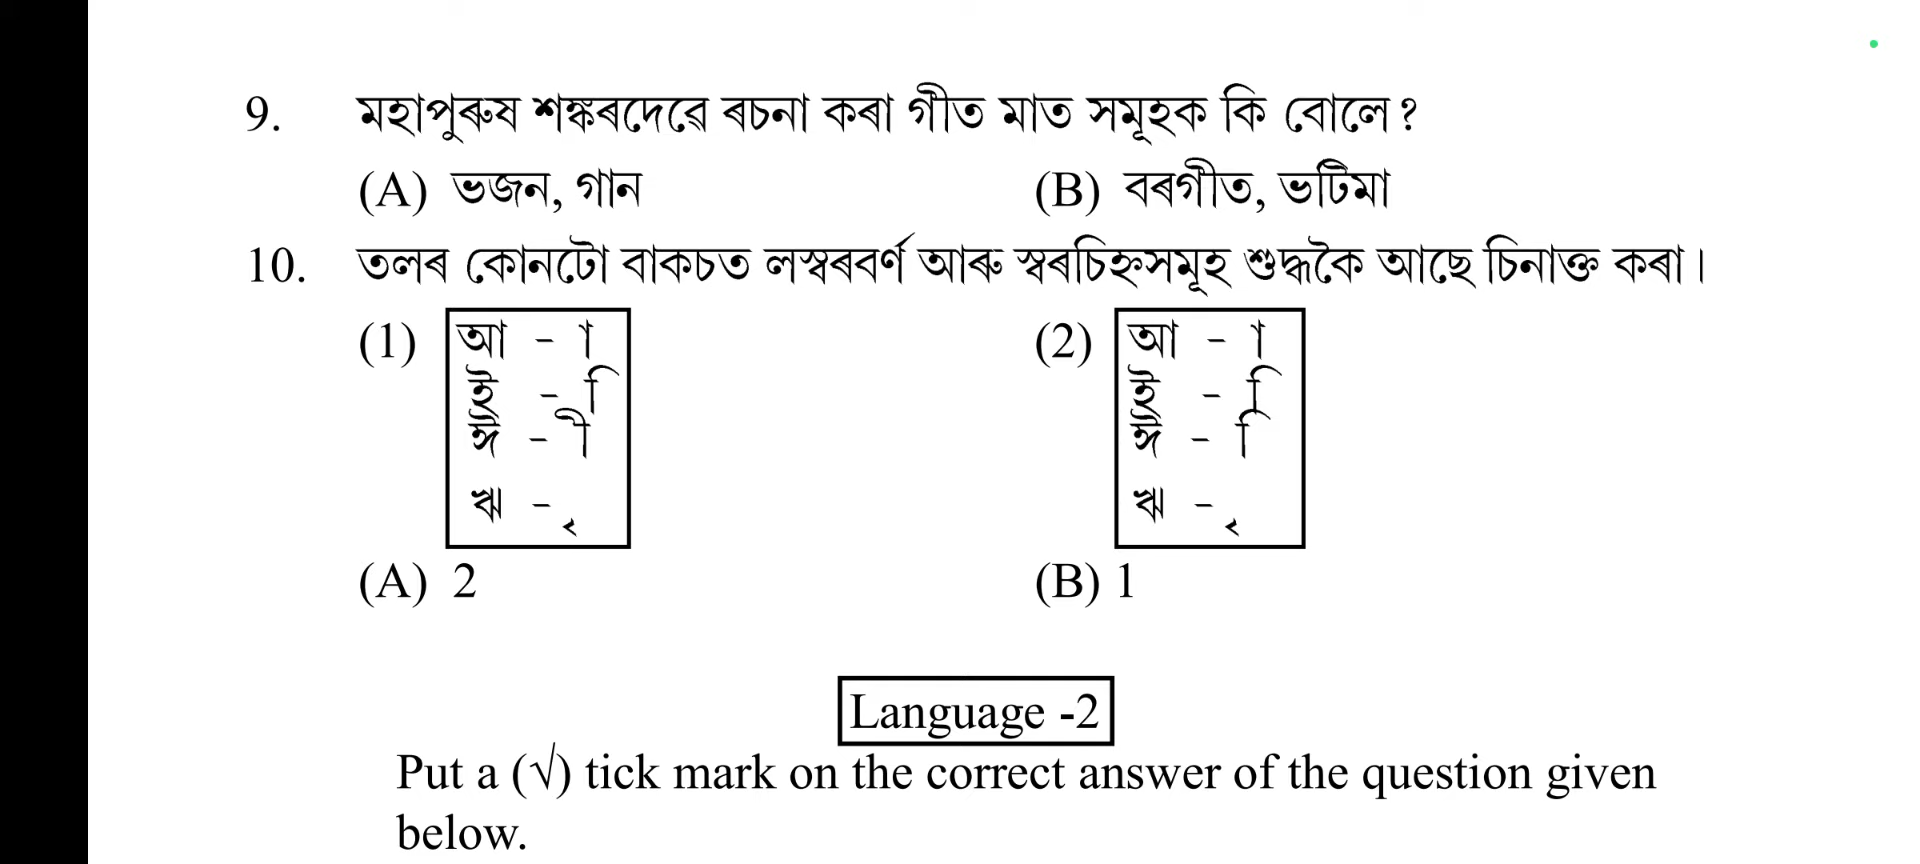 9. মহাপুৰুষ শঙ্কৰদেৱে ৰচনা কৰা গীত মাত সমূহক কি বোলে?
(A) ভজন, গান (B) বৰগীত, ভটিমা
10. তলৰ কোনটো বাকচত লস্বৰবৰ্ণ আৰু স্বৰচিহ্নসমূহ শুদ্ধকৈ আছে চিনাক্ত কৰা।
(1) আ - া (2) আ - া
ই - ি ই - ি
ঈ - ী ঈ - ি
ঋ - ৃ ঋ - ৃ
(A) 2 (B) 1
Language -2
Put a (√) tick mark on the correct answer of the question given
below.